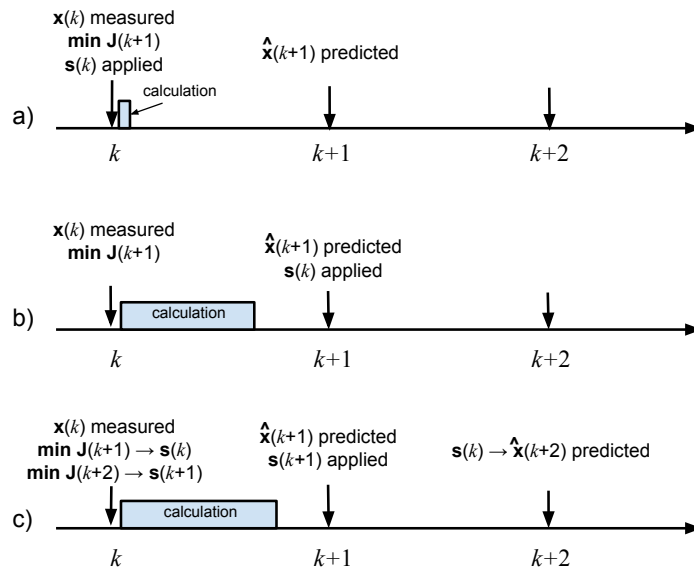 x(k) measured
min J(k+1)
s(k) applied
x̂(k+1) predicted
calculation
a)
k
k+1
k+2
x(k) measured
min J(k+1)
x̂(k+1) predicted
s(k) applied
b)
calculation
k
k+1
k+2
x(k) measured
min J(k+1) → s(k)
min J(k+2) → s(k+1)
x̂(k+1) predicted
s(k+1) applied
s(k) → x̂(k+2) predicted
c)
calculation
k
k+1
k+2